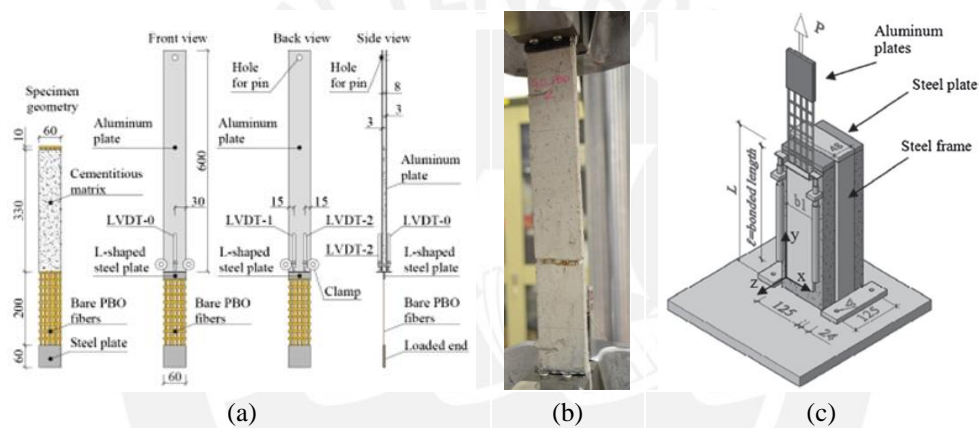 Front view
Back view
Side view
Hole
for pin
Hole
for pin
8
3
3
Specimen
geometry
60
10
Aluminum
plate
Aluminum
plate
600
Aluminum
plate
Cementitious
matrix
330
30
15
15
LVDT-0
LVDT-1
LVDT-2
LVDT-0
LVDT-2
L-shaped
steel plate
L-shaped
steel plate
L-shaped
steel plate
Clamp
200
Bare PBO
fibers
Bare PBO
fibers
Bare PBO
fibers
Steel plate
Loaded end
60
60
(a)
2
(b)
P
Aluminum
plates
Steel plate
Steel frame
48
L
ℓ=bonded length
b1
y
x
z
125
24
125
(c)